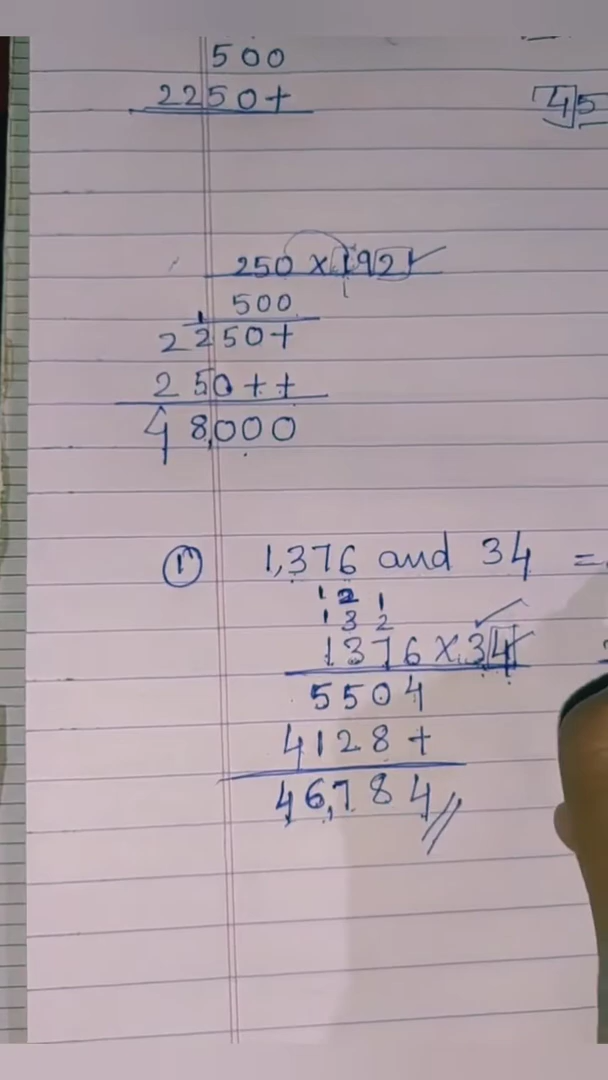 500
2250+
45
250 × 192
500
1
2250+
250++
48,000
1,376 and 34 =
1 2 1
1 3 2
1376 × 34
5504
4128+
46,784